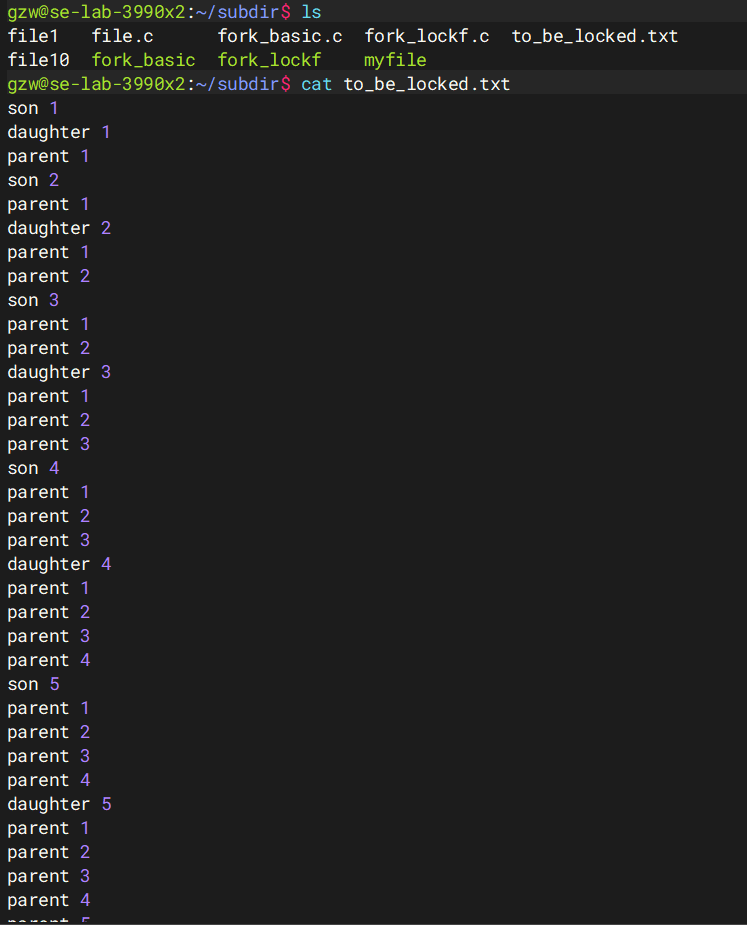 gzw@se-lab-3990x2:~/subdir$ ls
file1   file.c      fork_basic.c  fork_lockf.c  to_be_locked.txt
file10  fork_basic  fork_lockf    myfile
gzw@se-lab-3990x2:~/subdir$ cat to_be_locked.txt
son 1
daughter 1
parent 1
son 2
parent 1
daughter 2
parent 1
parent 2
son 3
parent 1
parent 2
daughter 3
parent 1
parent 2
parent 3
son 4
parent 1
parent 2
parent 3
daughter 4
parent 1
parent 2
parent 3
parent 4
son 5
parent 1
parent 2
parent 3
parent 4
daughter 5
parent 1
parent 2
parent 3
parent 4
parent 5